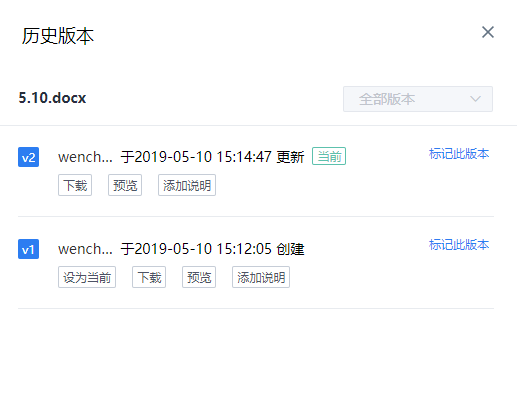 历史版本
5.10.docx 全部版本
v2 wench... 于2019-05-10 15:14:47 更新 当前 标记此版本
下载 预览 添加说明
v1 wench... 于2019-05-10 15:12:05 创建 标记此版本
设为当前 下载 预览 添加说明